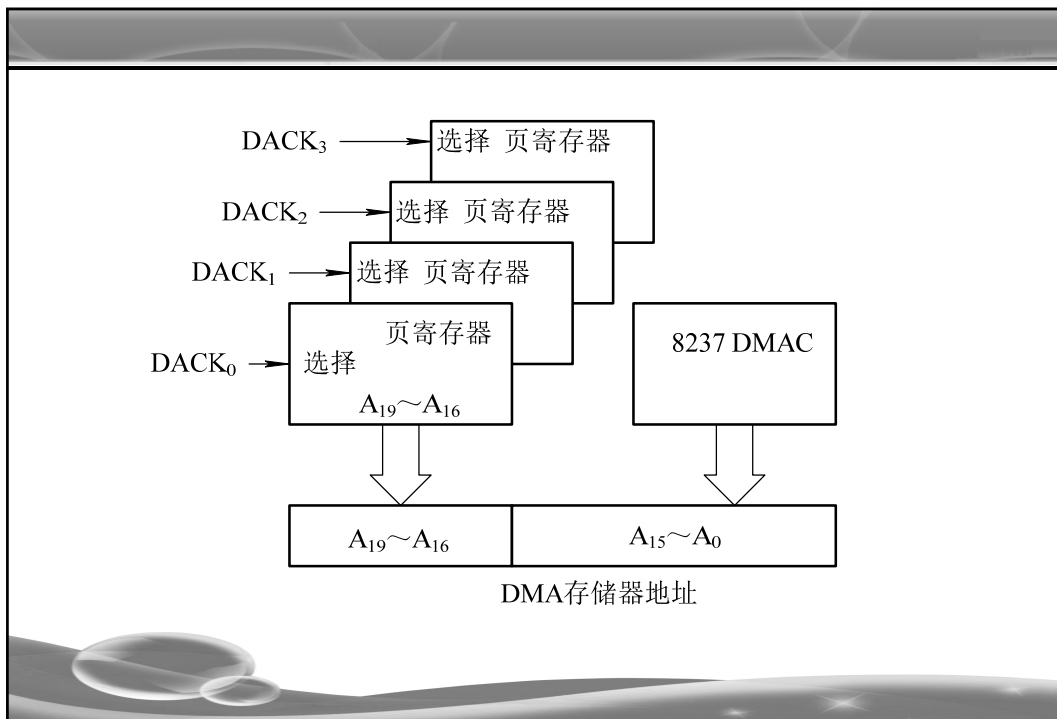 DACK₃ 选择 页寄存器
DACK₂ 选择 页寄存器
DACK₁ 选择 页寄存器
页寄存器
8237 DMAC
DACK₀ 选择
A₁₉～A₁₆
A₁₉～A₁₆ A₁₅～A₀
DMA存储器地址